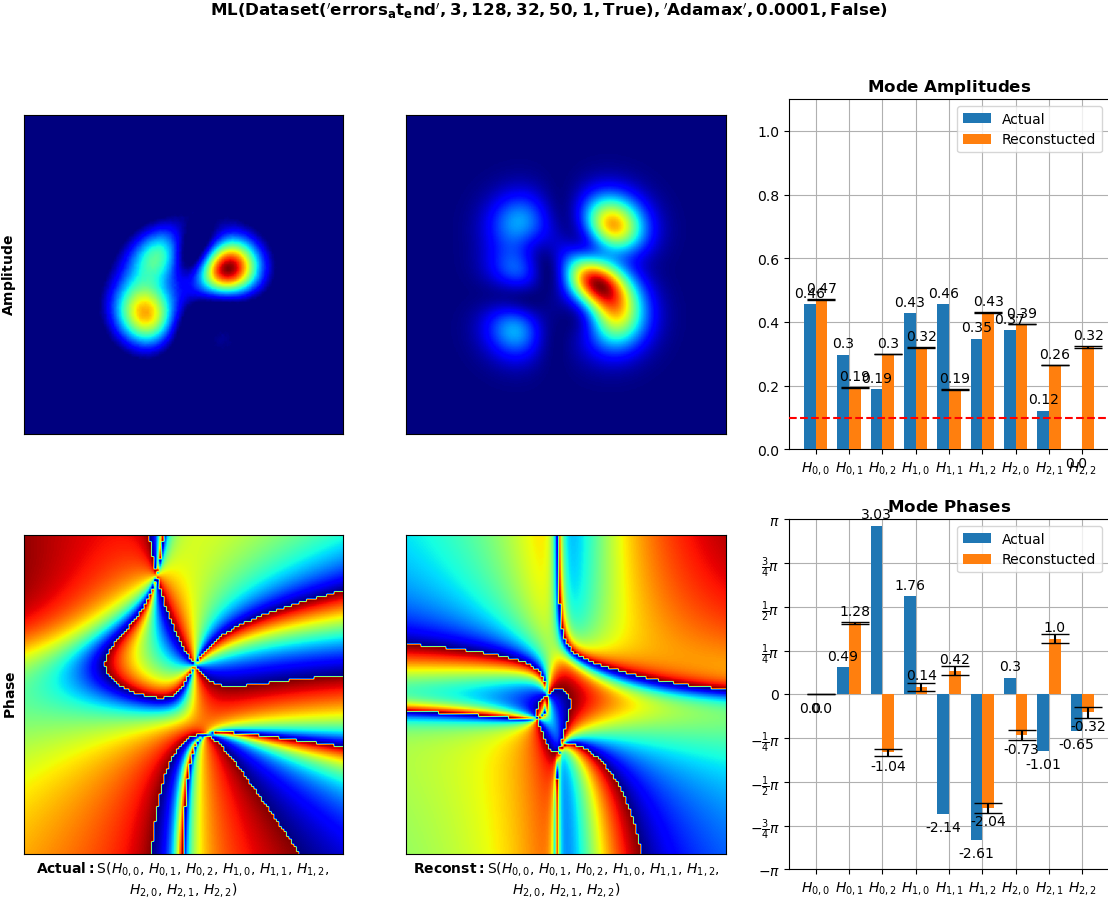 ML(Dataset('errors_at_end', 3, 128, 32, 50, 1, True), 'Adamax', 0.0001, False)
Amplitude
Mode Amplitudes
Actual
Reconstucted
1.0
0.8
0.6
0.4
0.2
0.0
0.46 0.47 0.3 0.19 0.19 0.3 0.43 0.32 0.46 0.19 0.35 0.43 0.37 0.39 0.12 0.26 0.0 0.32
H0,0 H0,1 H0,2 H1,0 H1,1 H1,2 H2,0 H2,1 H2,2
Phase
Mode Phases
Actual
Reconstucted
π
3/4π
1/2π
1/4π
0
−1/4π
−1/2π
−3/4π
−π
0.0 0.0 0.49 1.28 3.03 -1.04 1.76 0.14 -2.14 0.42 -2.61 -2.04 0.3 -0.73 -1.01 1.0 -0.65 -0.32
H0,0 H0,1 H0,2 H1,0 H1,1 H1,2 H2,0 H2,1 H2,2
Actual: S(H0,0, H0,1, H0,2, H1,0, H1,1, H1,2,
H2,0, H2,1, H2,2)
Reconst: S(H0,0, H0,1, H0,2, H1,0, H1,1, H1,2,
H2,0, H2,1, H2,2)